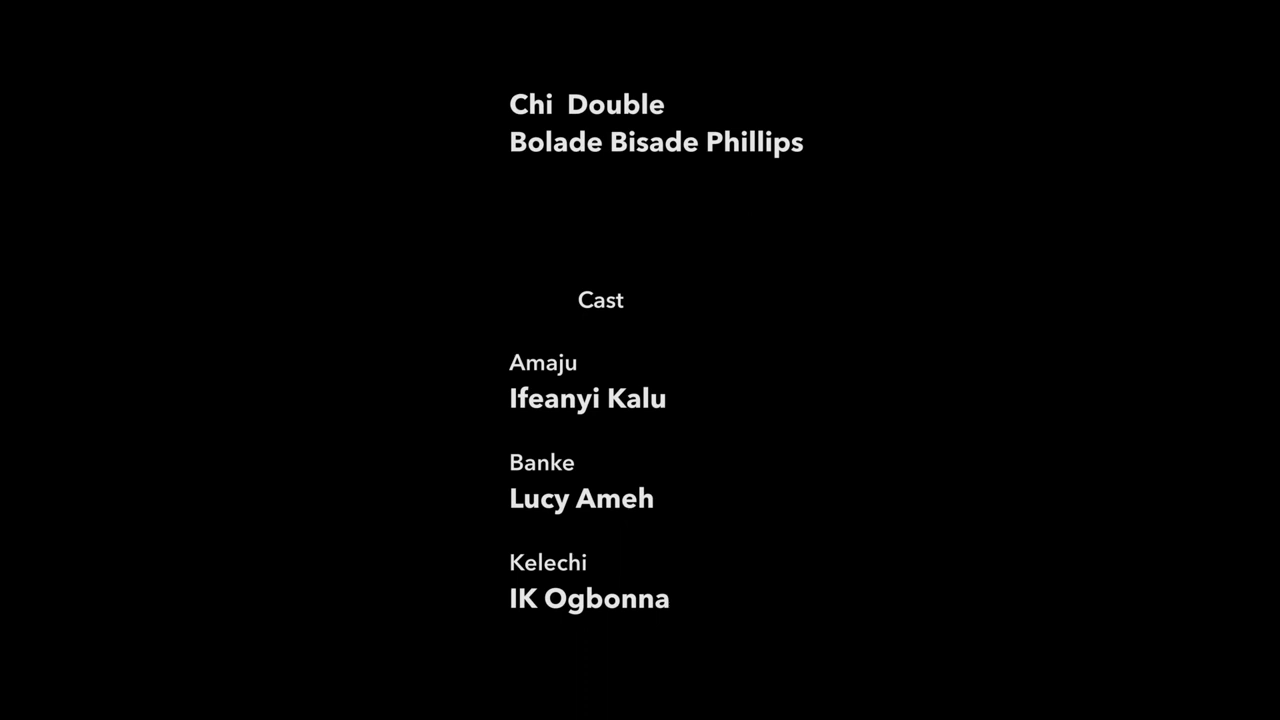 Chi  Double
Bolade Bisade Phillips
Cast
Amaju
Ifeanyi Kalu
Banke
Lucy Ameh
Kelechi
IK Ogbonna